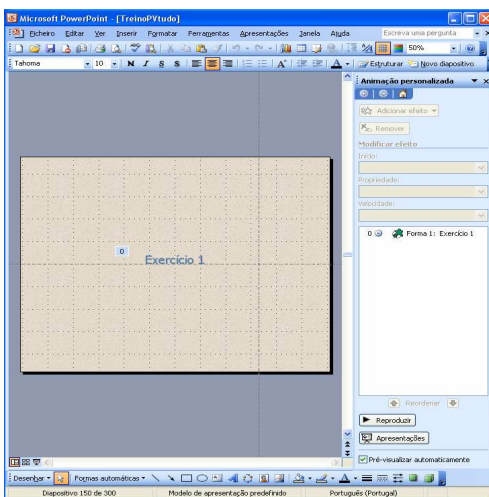 Microsoft PowerPoint - [TreinoPVtudo]
Ficheiro Editar Ver Inserir Formatar Ferramentas Apresentações Janela Ajuda Escreva uma pergunta
50%
Tahoma 10 N I S S A A Estruturar Novo diapositivo
Animação personalizada
Adicionar efeito
Remover
Modificar efeito
Início:
Propriedade:
Velocidade:
0 Forma 1: Exercício 1
0
Exercício 1
Reordenar
Reproduzir
Apresentações
Pré-visualizar automaticamente
Desenhar Formas automáticas
Diapositivo 150 de 300 Modelo de apresentação predefinido Português (Portugal)